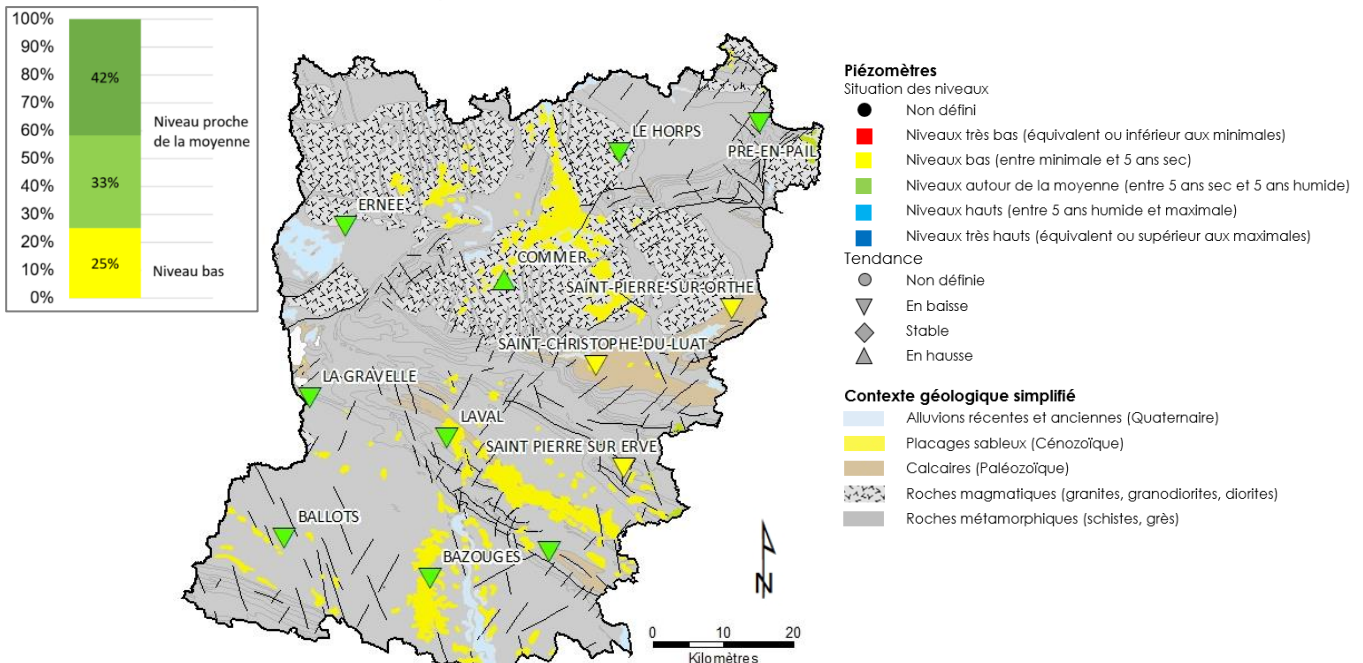 100%
90%
80%
70%
60%
50%
40%
30%
20%
10%
0%
42%
33%
25%
Niveau proche
de la moyenne
Niveau bas
LE HORPS
PRE-EN-PAIL
ERNEE
COMMER
SAINT-PIERRE-SUR-ORTHE
SAINT-CHRISTOPHE-DU-LUAT
LA GRAVELLE
LAVAL
SAINT PIERRE SUR ERVE
BALLOTS
BAZOUGES
N
0 10 20
Kilomètres
Piézomètres
Situation des niveaux
Non défini
Niveaux très bas (équivalent ou inférieur aux minimales)
Niveaux bas (entre minimale et 5 ans sec)
Niveaux autour de la moyenne (entre 5 ans sec et 5 ans humide)
Niveaux hauts (entre 5 ans humide et maximale)
Niveaux très hauts (équivalent ou supérieur aux maximales)
Tendance
Non définie
En baisse
Stable
En hausse
Contexte géologique simplifié
Alluvions récentes et anciennes (Quaternaire)
Placages sableux (Cénozoïque)
Calcaires (Paléozoïque)
Roches magmatiques (granites, granodiorites, diorites)
Roches métamorphiques (schistes, grès)